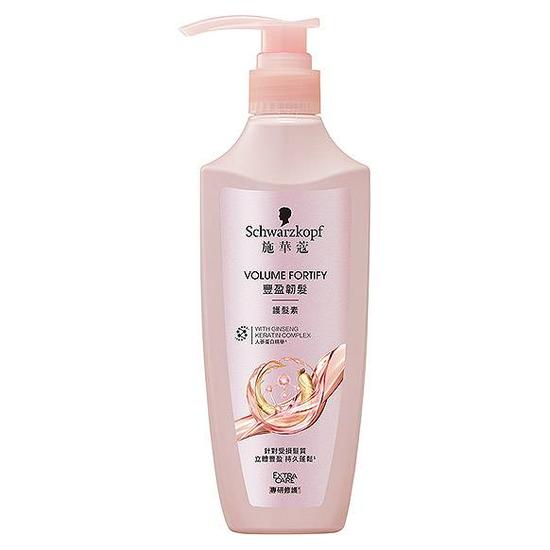 Schwarzkopf
施華蔻
VOLUME FORTIFY
豐盈韌髮
護髮素
WITH GINSENG
KERATIN COMPLEX
人蔘蛋白精華^
針對受損髮質
立體豐盈 持久蓬鬆
EXTRA
CARE
專研修護